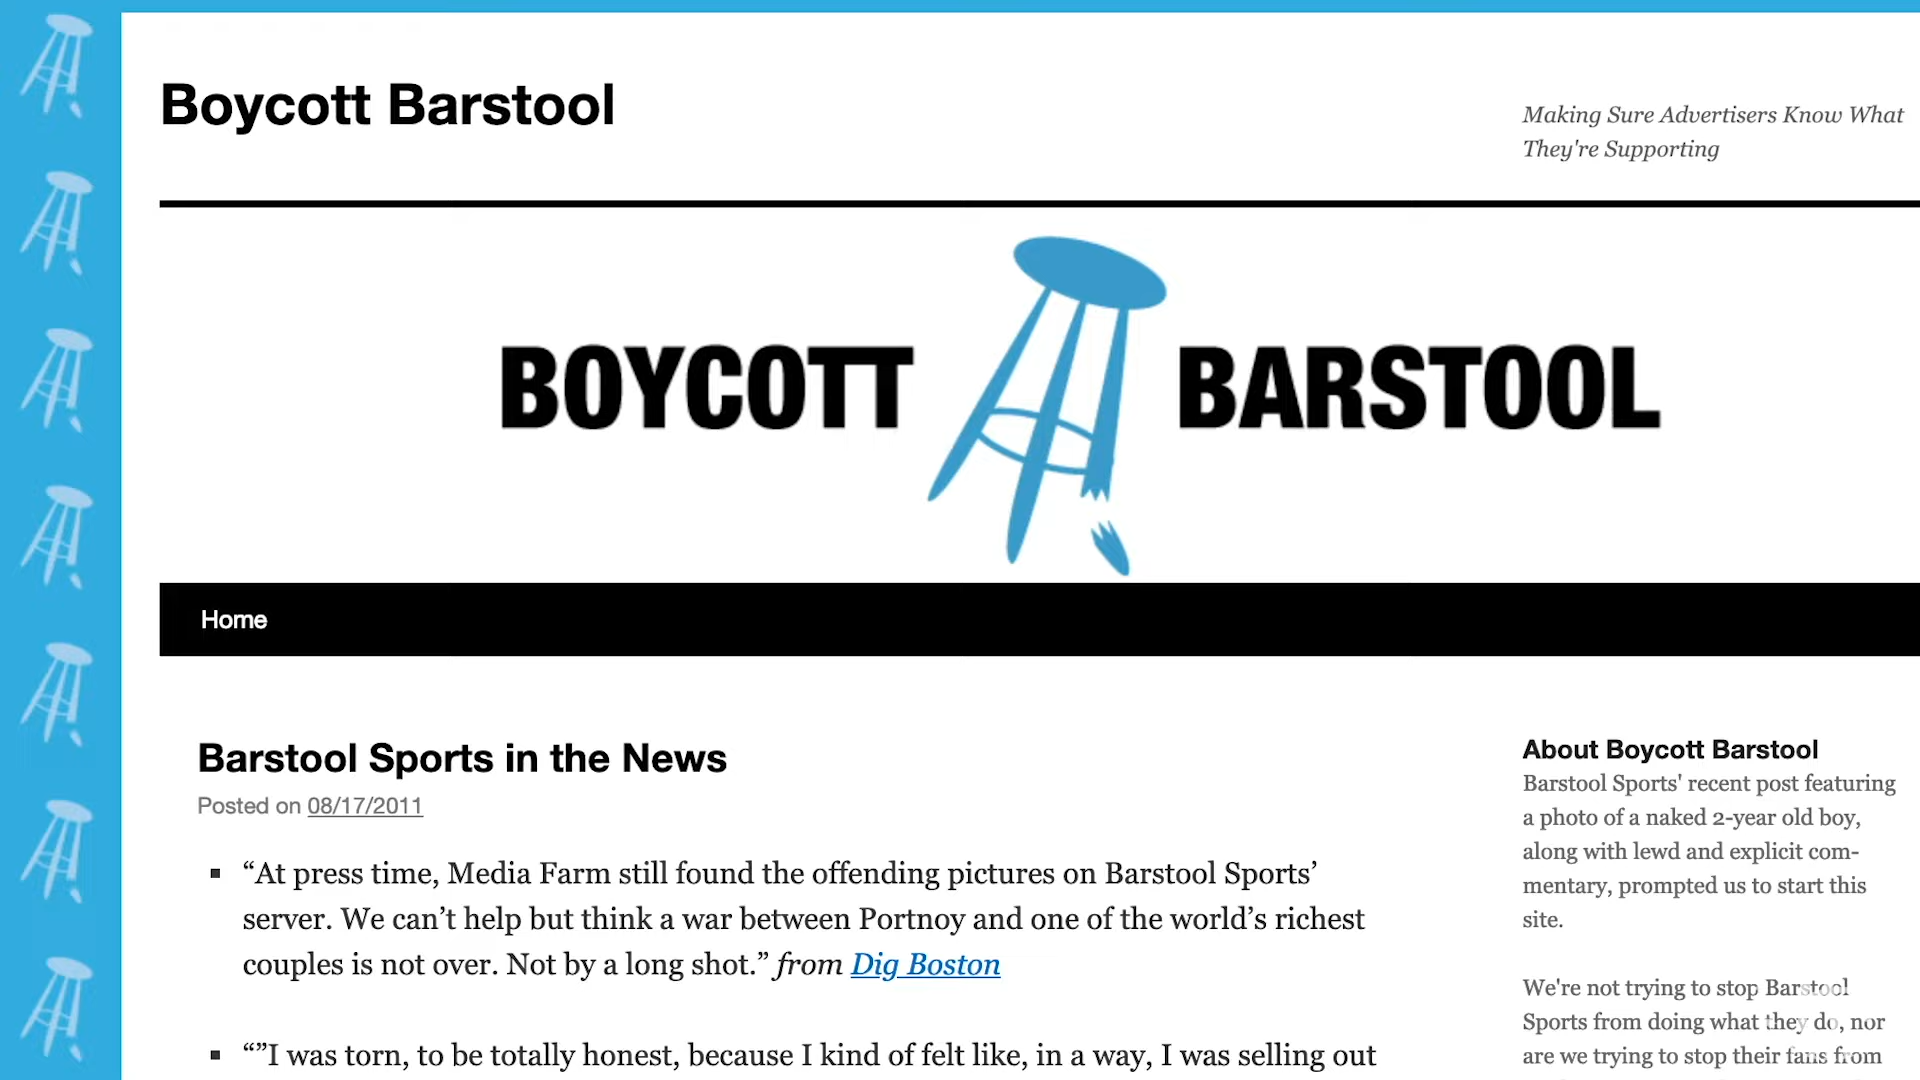 Boycott Barstool
Making Sure Advertisers Know What
They're Supporting
BOYCOTT BARSTOOL
Home
Barstool Sports in the News
Posted on 08/17/2011
▪ “At press time, Media Farm still found the offending pictures on Barstool Sports’
server. We can’t help but think a war between Portnoy and one of the world’s richest
couples is not over. Not by a long shot.” from Dig Boston
▪ “”I was torn, to be totally honest, because I kind of felt like, in a way, I was selling out
About Boycott Barstool
Barstool Sports' recent post featuring
a photo of a naked 2-year old boy,
along with lewd and explicit com-
mentary, prompted us to start this
site.
We're not trying to stop Barstool
Sports from doing what they do, nor
are we trying to stop their fans from